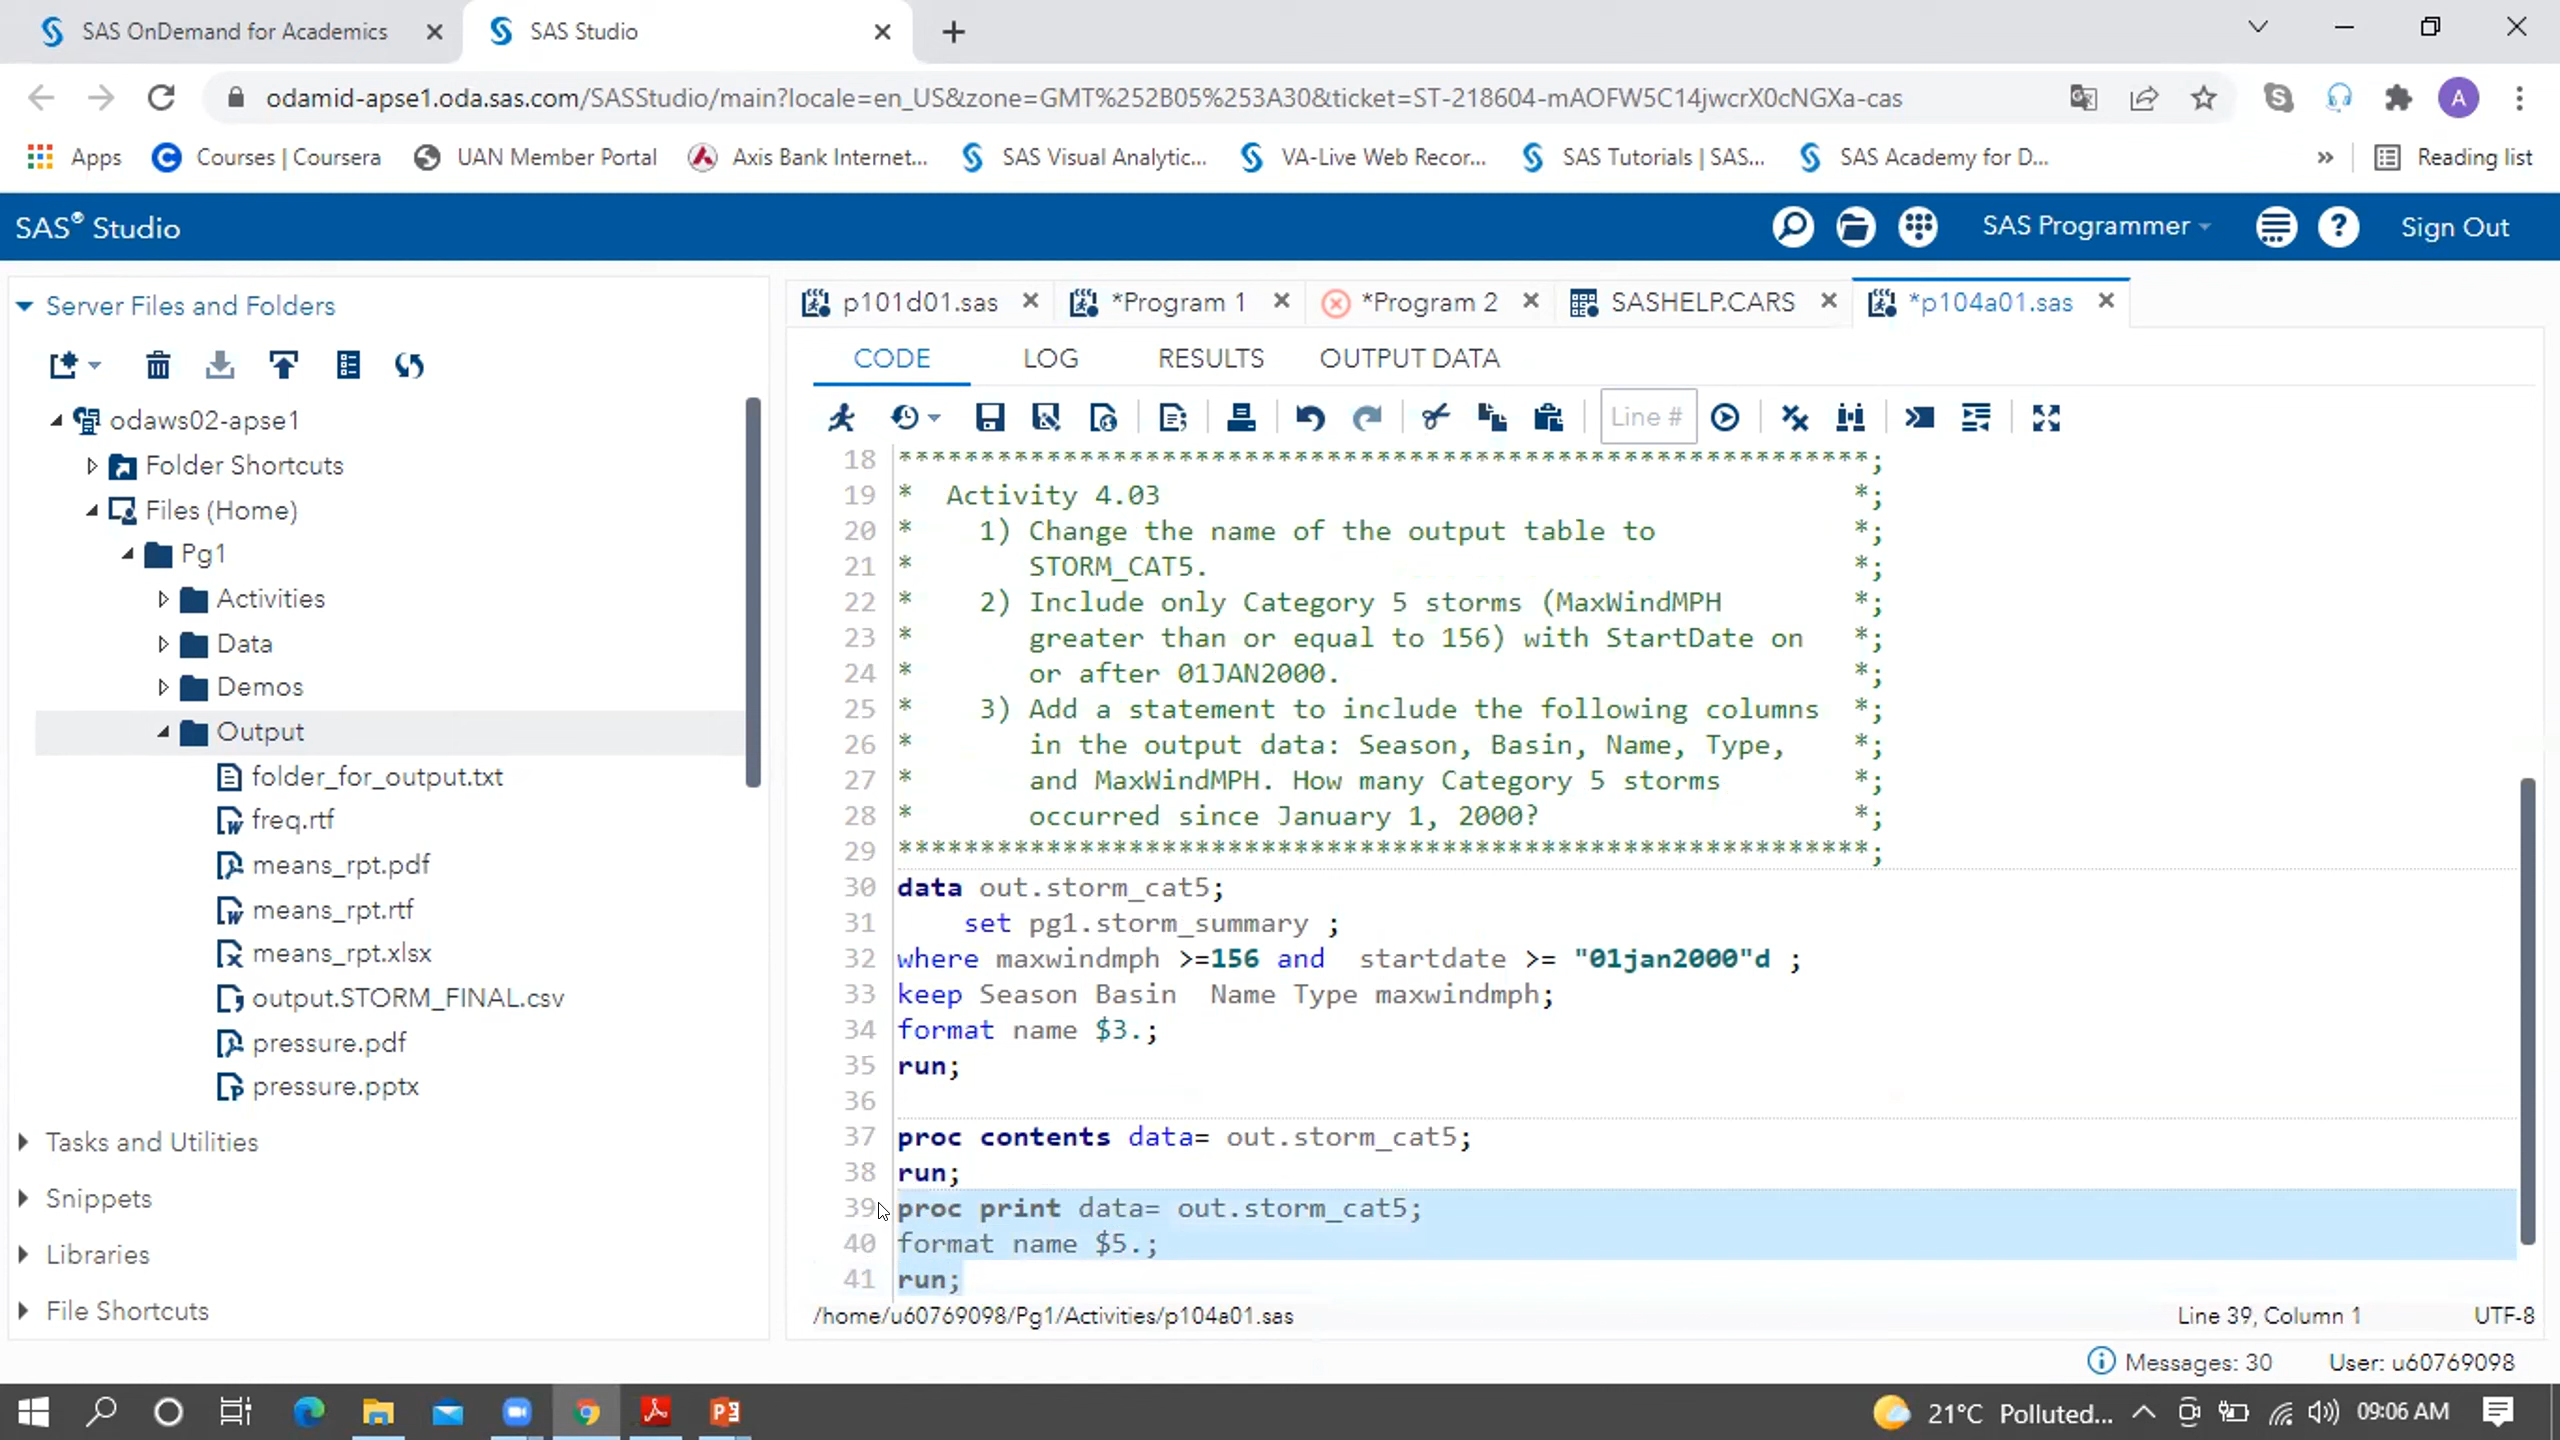 SAS OnDemand for Academics
SAS Studio
odamid-apse1.oda.sas.com/SASStudio/main?locale=en_US&zone=GMT%252B05%253A30&ticket=ST-218604-mAOFW5C14jwcrX0cNGXa-cas
A
Apps
Courses | Coursera
UAN Member Portal
Axis Bank Internet...
SAS Visual Analytic...
VA-Live Web Recor...
SAS Tutorials | SAS...
SAS Academy for D...
»
Reading list
SAS® Studio
SAS Programmer
Sign Out
Server Files and Folders
odaws02-apse1
Folder Shortcuts
Files (Home)
Pg1
Activities
Data
Demos
Output
folder_for_output.txt
freq.rtf
means_rpt.pdf
means_rpt.rtf
means_rpt.xlsx
output.STORM_FINAL.csv
pressure.pdf
pressure.pptx
Tasks and Utilities
Snippets
Libraries
File Shortcuts
p101d01.sas
*Program 1
*Program 2
SASHELP.CARS
*p104a01.sas
CODE
LOG
RESULTS
OUTPUT DATA
Line #
18 ***********************************************************;
19 *  Activity 4.03                                          *;
20 *    1) Change the name of the output table to            *;
21 *       STORM_CAT5.                                       *;
22 *    2) Include only Category 5 storms (MaxWindMPH        *;
23 *       greater than or equal to 156) with StartDate on   *;
24 *       or after 01JAN2000.                               *;
25 *    3) Add a statement to include the following columns  *;
26 *       in the output data: Season, Basin, Name, Type,    *;
27 *       and MaxWindMPH. How many Category 5 storms        *;
28 *       occurred since January 1, 2000?                   *;
29 ***********************************************************;
30 data out.storm_cat5;
31     set pg1.storm_summary ;
32 where maxwindmph >=156 and  startdate >= "01jan2000"d ;
33 keep Season Basin  Name Type maxwindmph;
34 format name $3.;
35 run;
36
37 proc contents data= out.storm_cat5;
38 run;
39 proc print data= out.storm_cat5;
40 format name $5.;
41 run;
/home/u60769098/Pg1/Activities/p104a01.sas
Line 39, Column 1
UTF-8
Messages: 30
User: u60769098
21°C Polluted...
09:06 AM